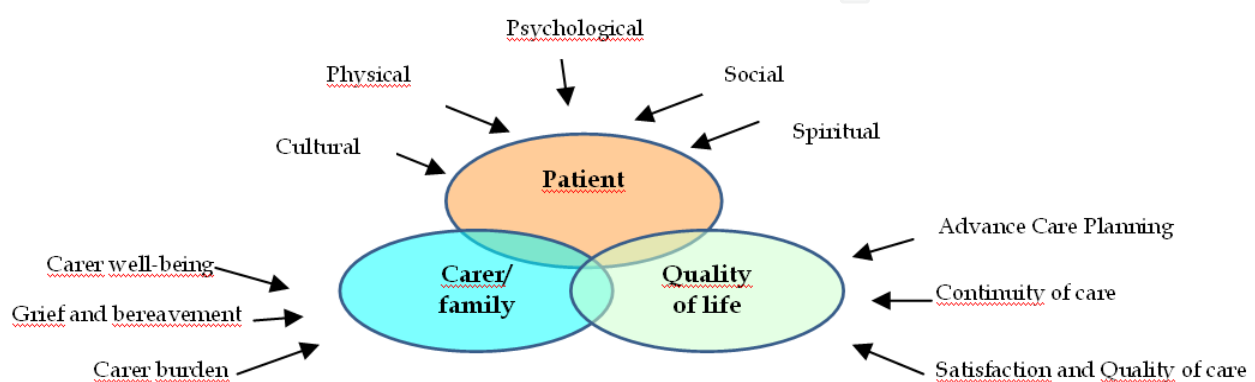 Psychological
Physical
Social
Spiritual
Cultural
Patient
Advance Care Planning
Carer well-being
Carer/
family
Quality
of life
Continuity of care
Grief and bereavement
Carer burden
Satisfaction and Quality of care